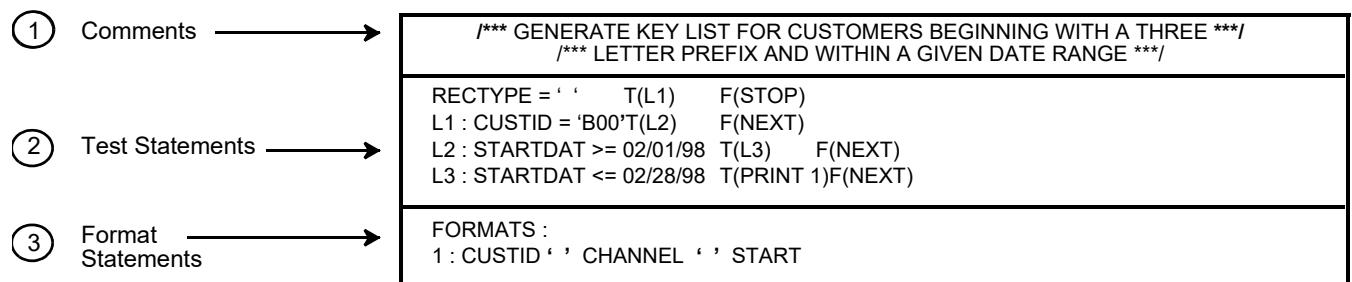 1 Comments
/*** GENERATE KEY LIST FOR CUSTOMERS BEGINNING WITH A THREE ***/
/*** LETTER PREFIX AND WITHIN A GIVEN DATE RANGE ***/
2 Test Statements
RECTYPE = ‘ ‘ T(L1) F(STOP)
L1 : CUSTID = ‘B00’T(L2) F(NEXT)
L2 : STARTDAT >= 02/01/98 T(L3) F(NEXT)
L3 : STARTDAT <= 02/28/98 T(PRINT 1)F(NEXT)
3 Format
Statements
FORMATS :
1 : CUSTID ‘ ’ CHANNEL ‘ ’ START